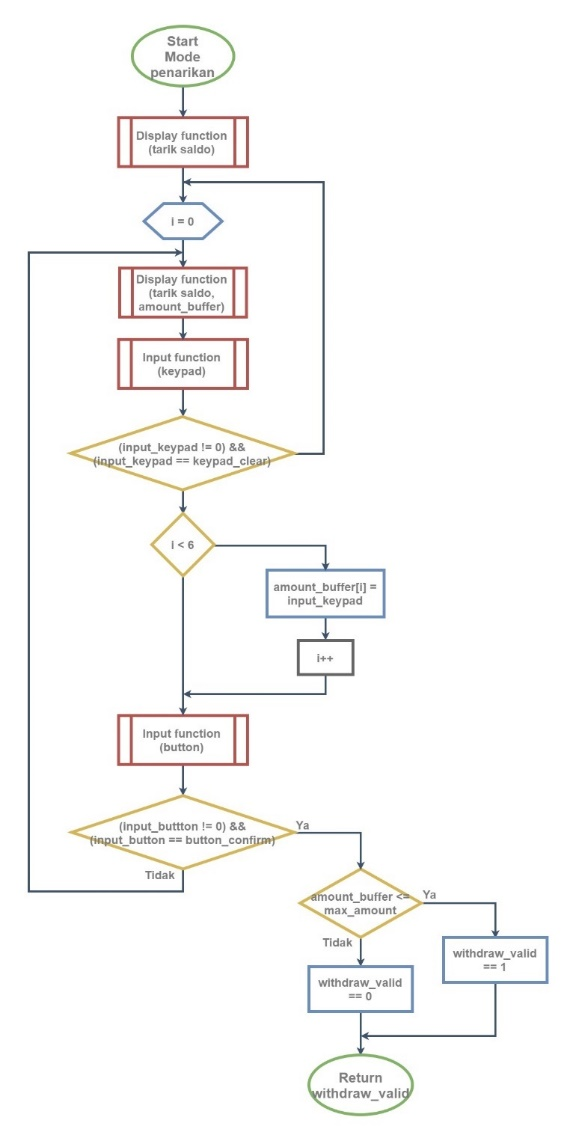 Start
Mode
penarikan
Display function
(tarik saldo)
i = 0
Display function
(tarik saldo,
amount_buffer)
Input function
(keypad)
(input_keypad != 0) &&
(input_keypad == keypad_clear)
i < 6
amount_buffer[i] =
input_keypad
i++
Input function
(button)
(input_buttton != 0) &&
(input_button == button_confirm)
Ya
Tidak
amount_buffer <=
max_amount
Ya
Tidak
withdraw_valid
== 1
withdraw_valid
== 0
Return
withdraw_valid